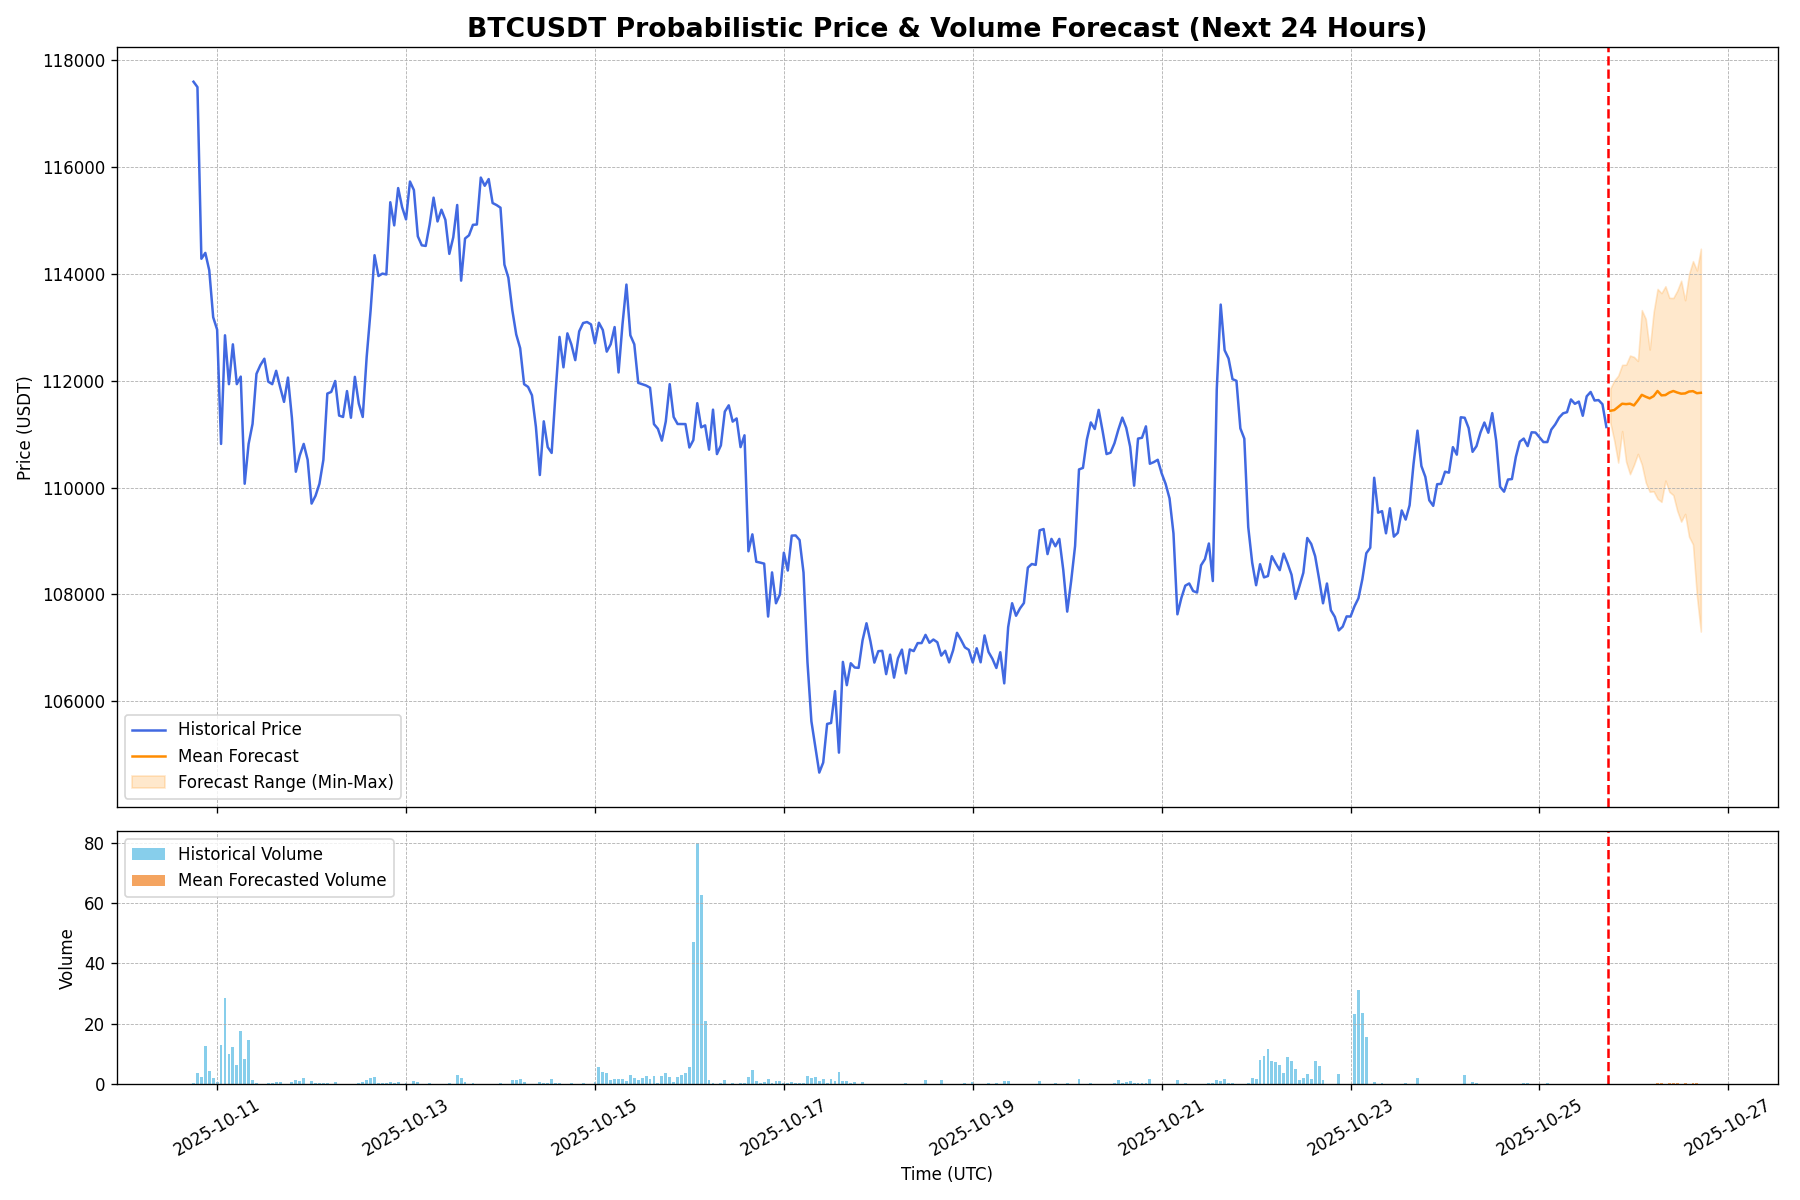 BTCUSDT Probabilistic Price & Volume Forecast (Next 24 Hours)
118000
116000
114000
112000
110000
108000
106000
Price (USDT)
Historical Price
Mean Forecast
Forecast Range (Min-Max)
80
60
40
20
0
Volume
Historical Volume
Mean Forecasted Volume
2025-10-11
2025-10-13
2025-10-15
2025-10-17
2025-10-19
2025-10-21
2025-10-23
2025-10-25
2025-10-27
Time (UTC)